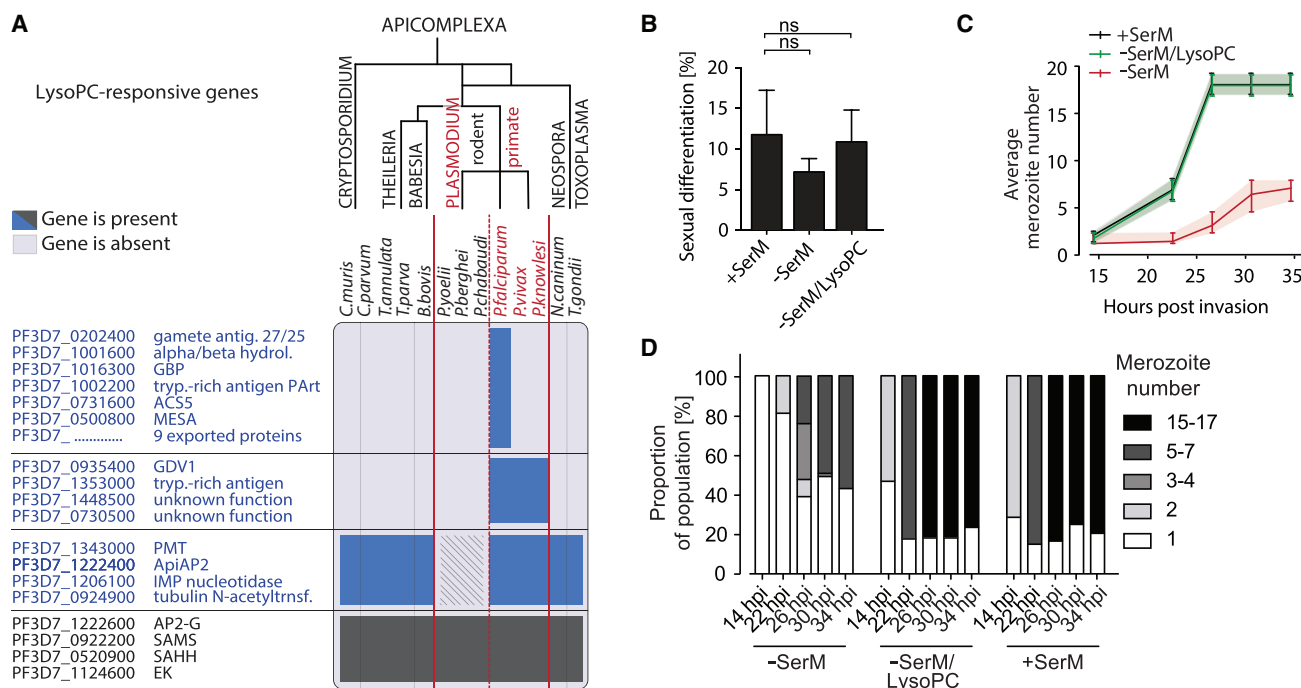 A
APICOMPLEXA
LysoPC-responsive genes
CRYPTOSPORIDIUM
THEILERIA
BABESIA
PLASMODIUM
rodent
primate
NEOSPORA
TOXOPLASMA
Gene is present
Gene is absent
C.muris
C.parvum
T.annulata
T.parva
B.bovis
P.yoelii
P.berghei
P.chabaudi
P.falciparum
P.vivax
P.knowlesi
N.caninum
T.gondii
PF3D7_0202400 gamete antig. 27/25
PF3D7_1001600 alpha/beta hydrol.
PF3D7_1016300 GBP
PF3D7_1002200 tryp.-rich antigen PArt
PF3D7_0731600 ACS5
PF3D7_0500800 MESA
PF3D7_ ............. 9 exported proteins
PF3D7_0935400 GDV1
PF3D7_1353000 tryp.-rich antigen
PF3D7_1448500 unknown function
PF3D7_0730500 unknown function
PF3D7_1343000 PMT
PF3D7_1222400 ApiAP2
PF3D7_1206100 IMP nucleotidase
PF3D7_0924900 tubulin N-acetyltrnsf.
PF3D7_1222600 AP2-G
PF3D7_0922200 SAMS
PF3D7_0520900 SAHH
PF3D7_1124600 EK
B
ns
ns
Sexual differentiation [%]
20
15
10
5
0
+SerM
-SerM
-SerM/LysoPC
C
+SerM
-SerM/LysoPC
-SerM
Average
merozoite number
20
15
10
5
0
15 20 25 30 35
Hours post invasion
D
Proportion
of population [%]
100
80
60
40
20
0
14 hpi
22 hpi
26 hpi
30 hpi
34 hpi
-SerM
14 hpi
22 hpi
26 hpi
30 hpi
34 hpi
-SerM/
LysoPC
14 hpi
22 hpi
26 hpi
30 hpi
34 hpi
+SerM
Merozoite
number
15-17
5-7
3-4
2
1